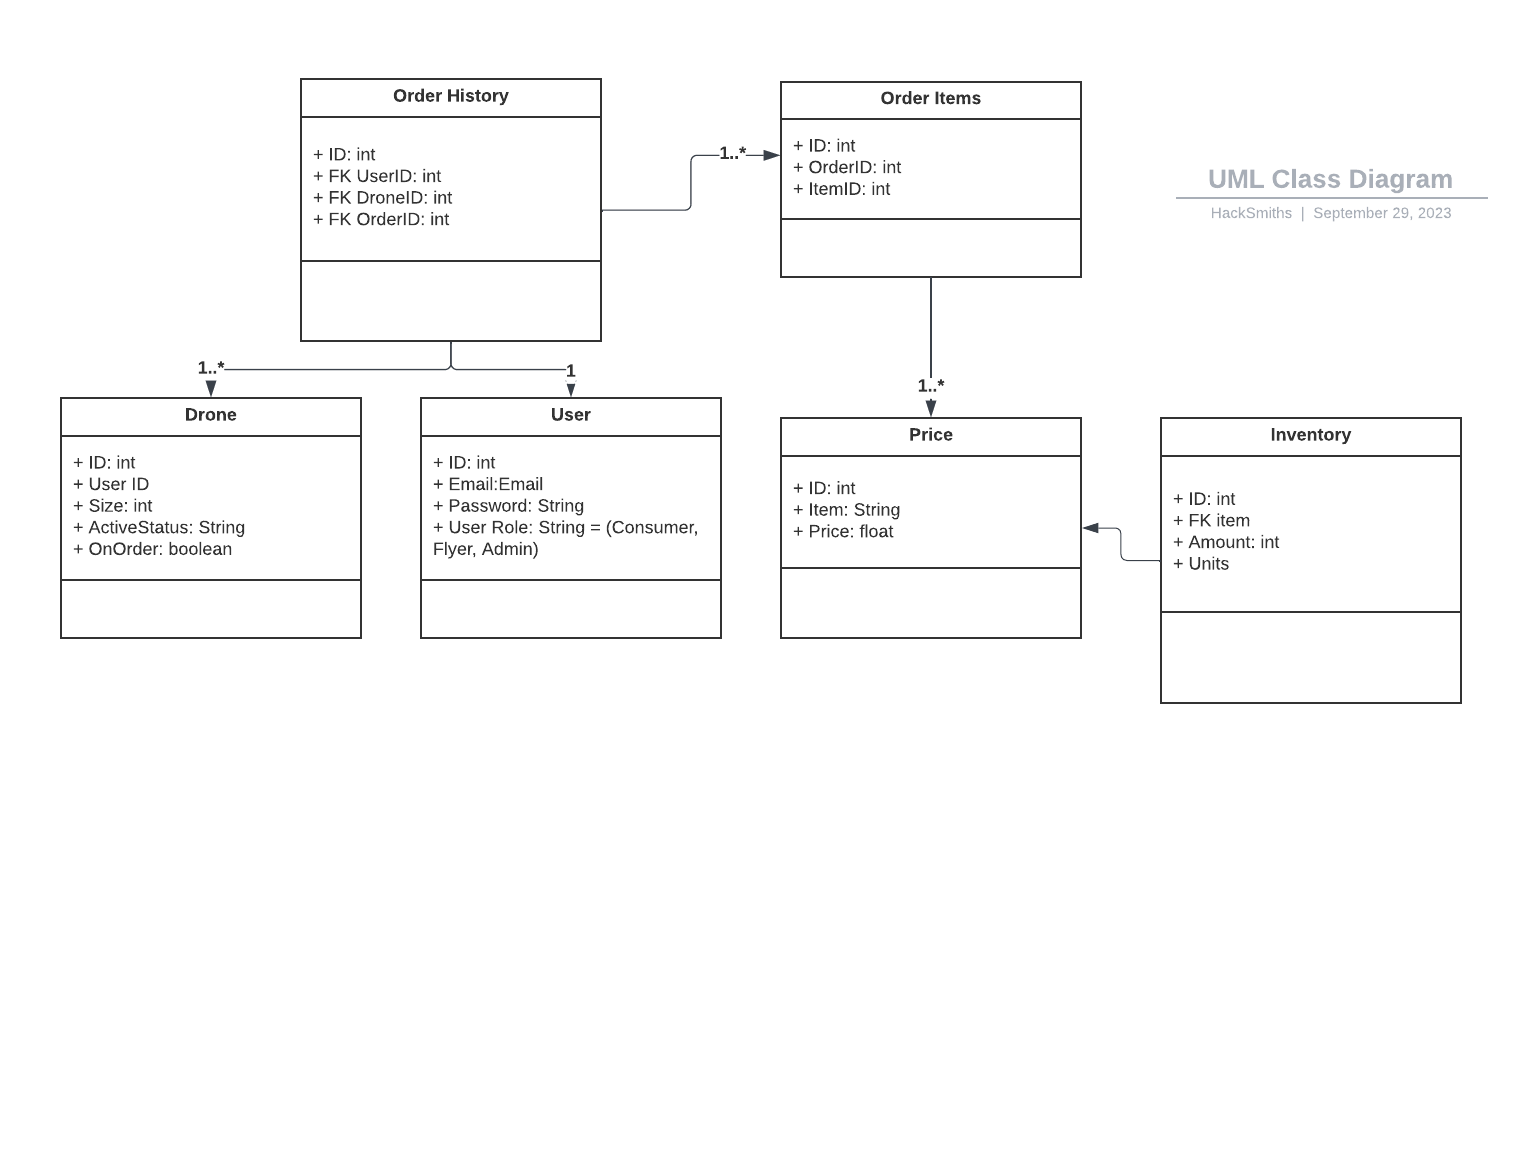 Order History
+ ID: int
+ FK UserID: int
+ FK DroneID: int
+ FK OrderID: int
1..*
Order Items
+ ID: int
+ OrderID: int
+ ItemID: int
UML Class Diagram
HackSmiths | September 29, 2023
1..*
1
1..*
Drone
+ ID: int
+ User ID
+ Size: int
+ ActiveStatus: String
+ OnOrder: boolean
User
+ ID: int
+ Email:Email
+ Password: String
+ User Role: String = (Consumer,
Flyer, Admin)
Price
+ ID: int
+ Item: String
+ Price: float
Inventory
+ ID: int
+ FK item
+ Amount: int
+ Units